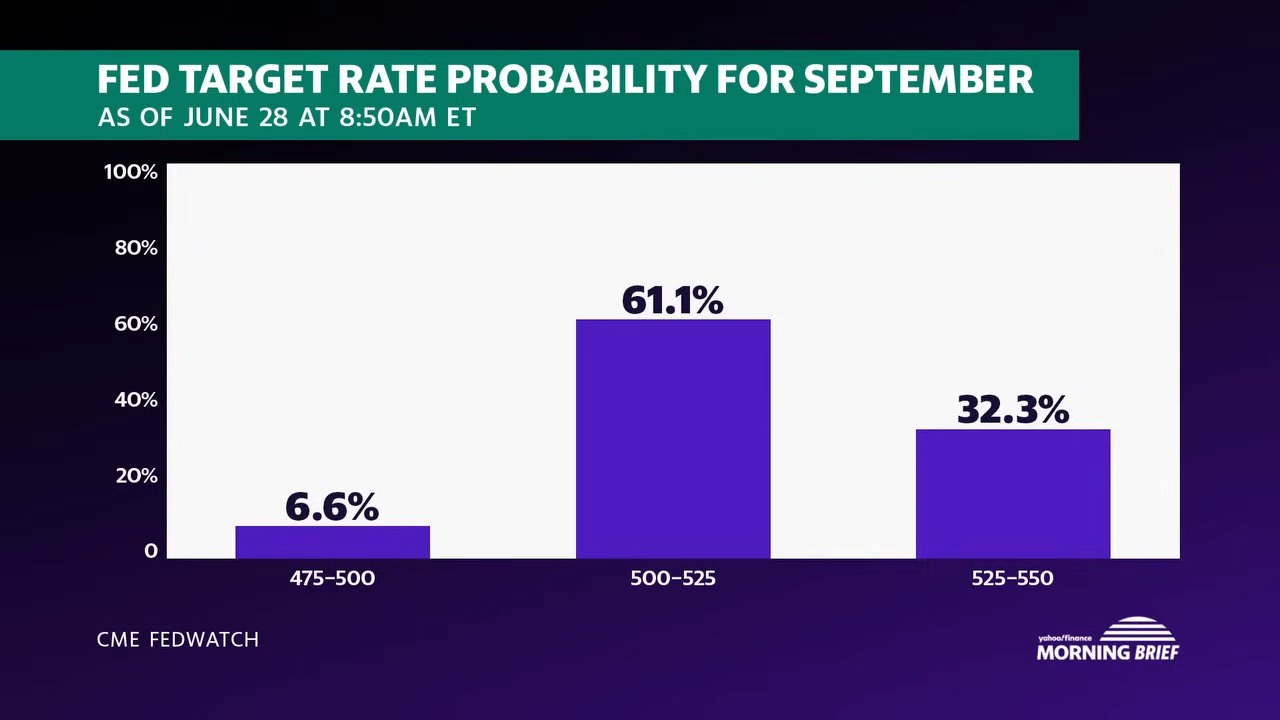 FED TARGET RATE PROBABILITY FOR SEPTEMBER
AS OF JUNE 28 AT 8:50AM ET
100%
80%
60%
40%
20%
0
6.6%
61.1%
32.3%
475–500
500–525
525–550
CME FEDWATCH
yahoo/finance
MORNING BRIEF